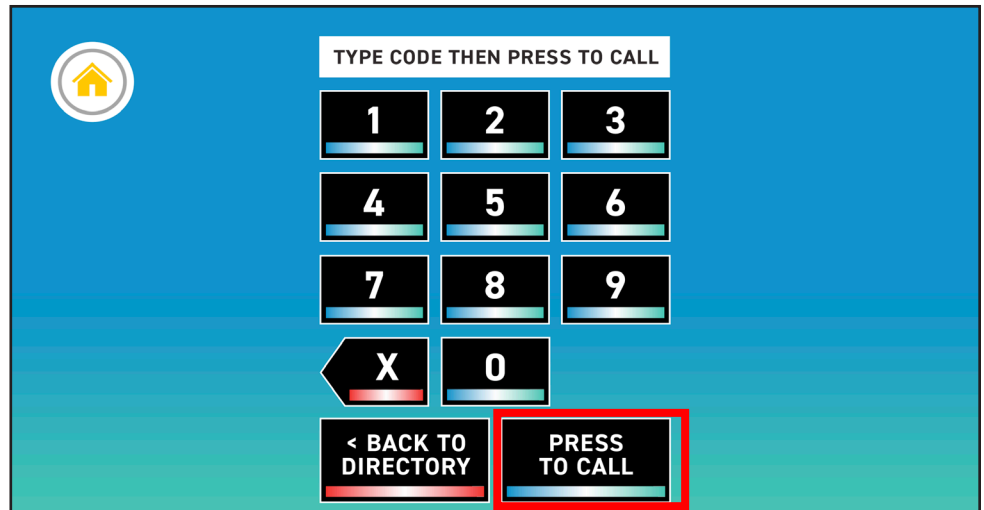 TYPE CODE THEN PRESS TO CALL
1 2 3
4 5 6
7 8 9
X 0
< BACK TO DIRECTORY
PRESS TO CALL